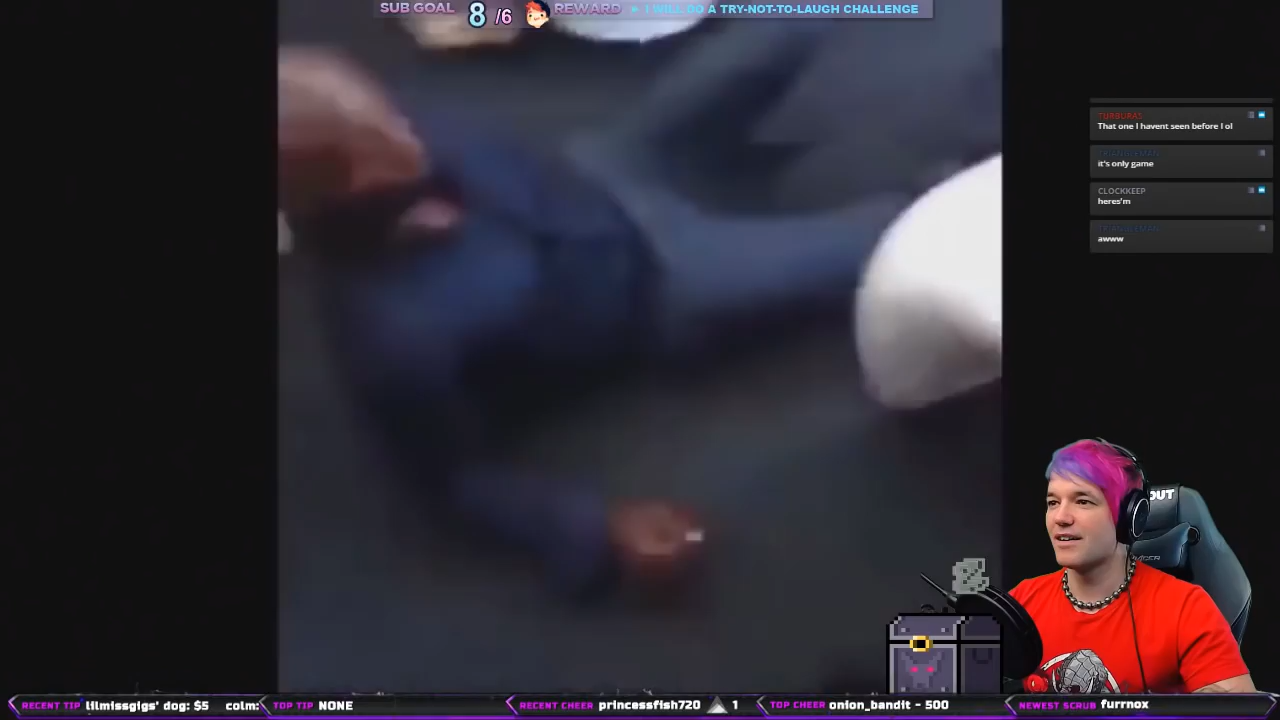 SUB GOAL 8 /6 REWARD ► I WILL DO A TRY-NOT-TO-LAUGH CHALLENGE
TURBORAS
That one I havent seen before l ol
it's only game
CLOCKKEEP
heres'm
awww
OUT
RECENT TIP lilmissgigs' dog: $5 colm:
TOP TIP NONE
RECENT CHEER princessfish720 1
TOP CHEER onion_bandit - 500
NEWEST SCRUB furrnox